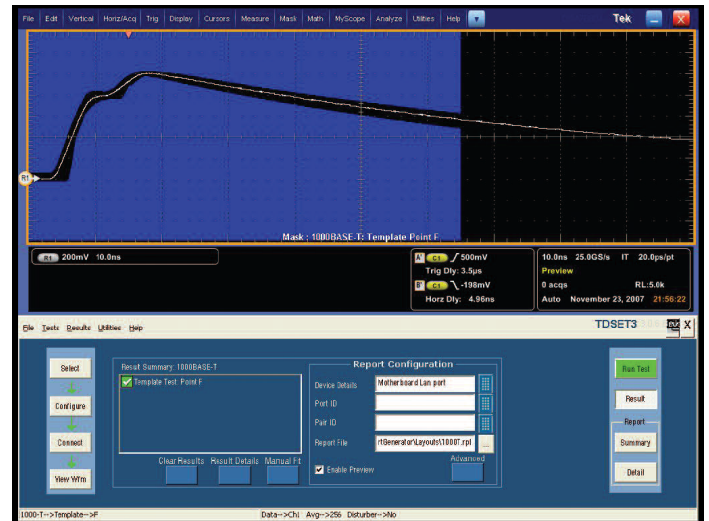 File Edit Vertical Horiz/Acq Trig Display Cursors Measure Mask Math MyScope Analyze Utilities Help Tek
R1
Mask : 1000BASE-T: Template Point F
R1 200mV 10.0ns
A' C1 500mV
Trig Dly: 3.5µs
B' C1 -198mV
Horz Dly: 4.96ns
10.0ns 25.0GS/s IT 20.0ps/pt
Preview
0 acqs RL:5.0k
Auto November 23, 2007 21:56:22
File Tests Results Utilities Help TDSET3 X
Select
Configure
Connect
View Wfm
Result Summary: 1000BASE-T
Template Test Point F
Clear Results Result Details Manual Fit
Report Configuration
Device Details Motherboard Lan port
Port ID
Pair ID
Report File rtGenerator\Layouts\1000T.rpl ...
Advanced
Enable Preview
Run Test
Result
Report
Summary
Detail
1000-T-->Template-->F Data-->Ch1 Avg-->256 Disturber-->No